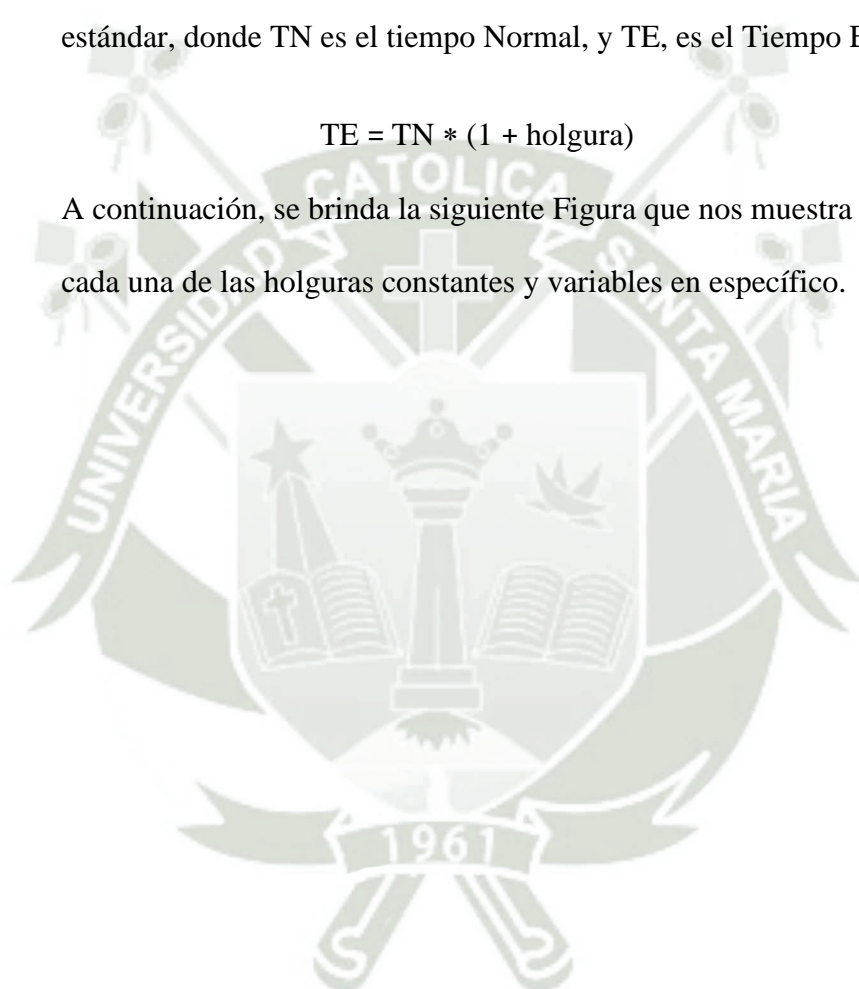 estándar, donde TN es el tiempo Normal, y TE, es el Tiempo
TE = TN * (1 + holgura)
A continuación, se brinda la siguiente Figura que nos muestra
cada una de las holguras constantes y variables en específico.
UNIVERSIDAD CATOLICA SANTA MARIA
1961